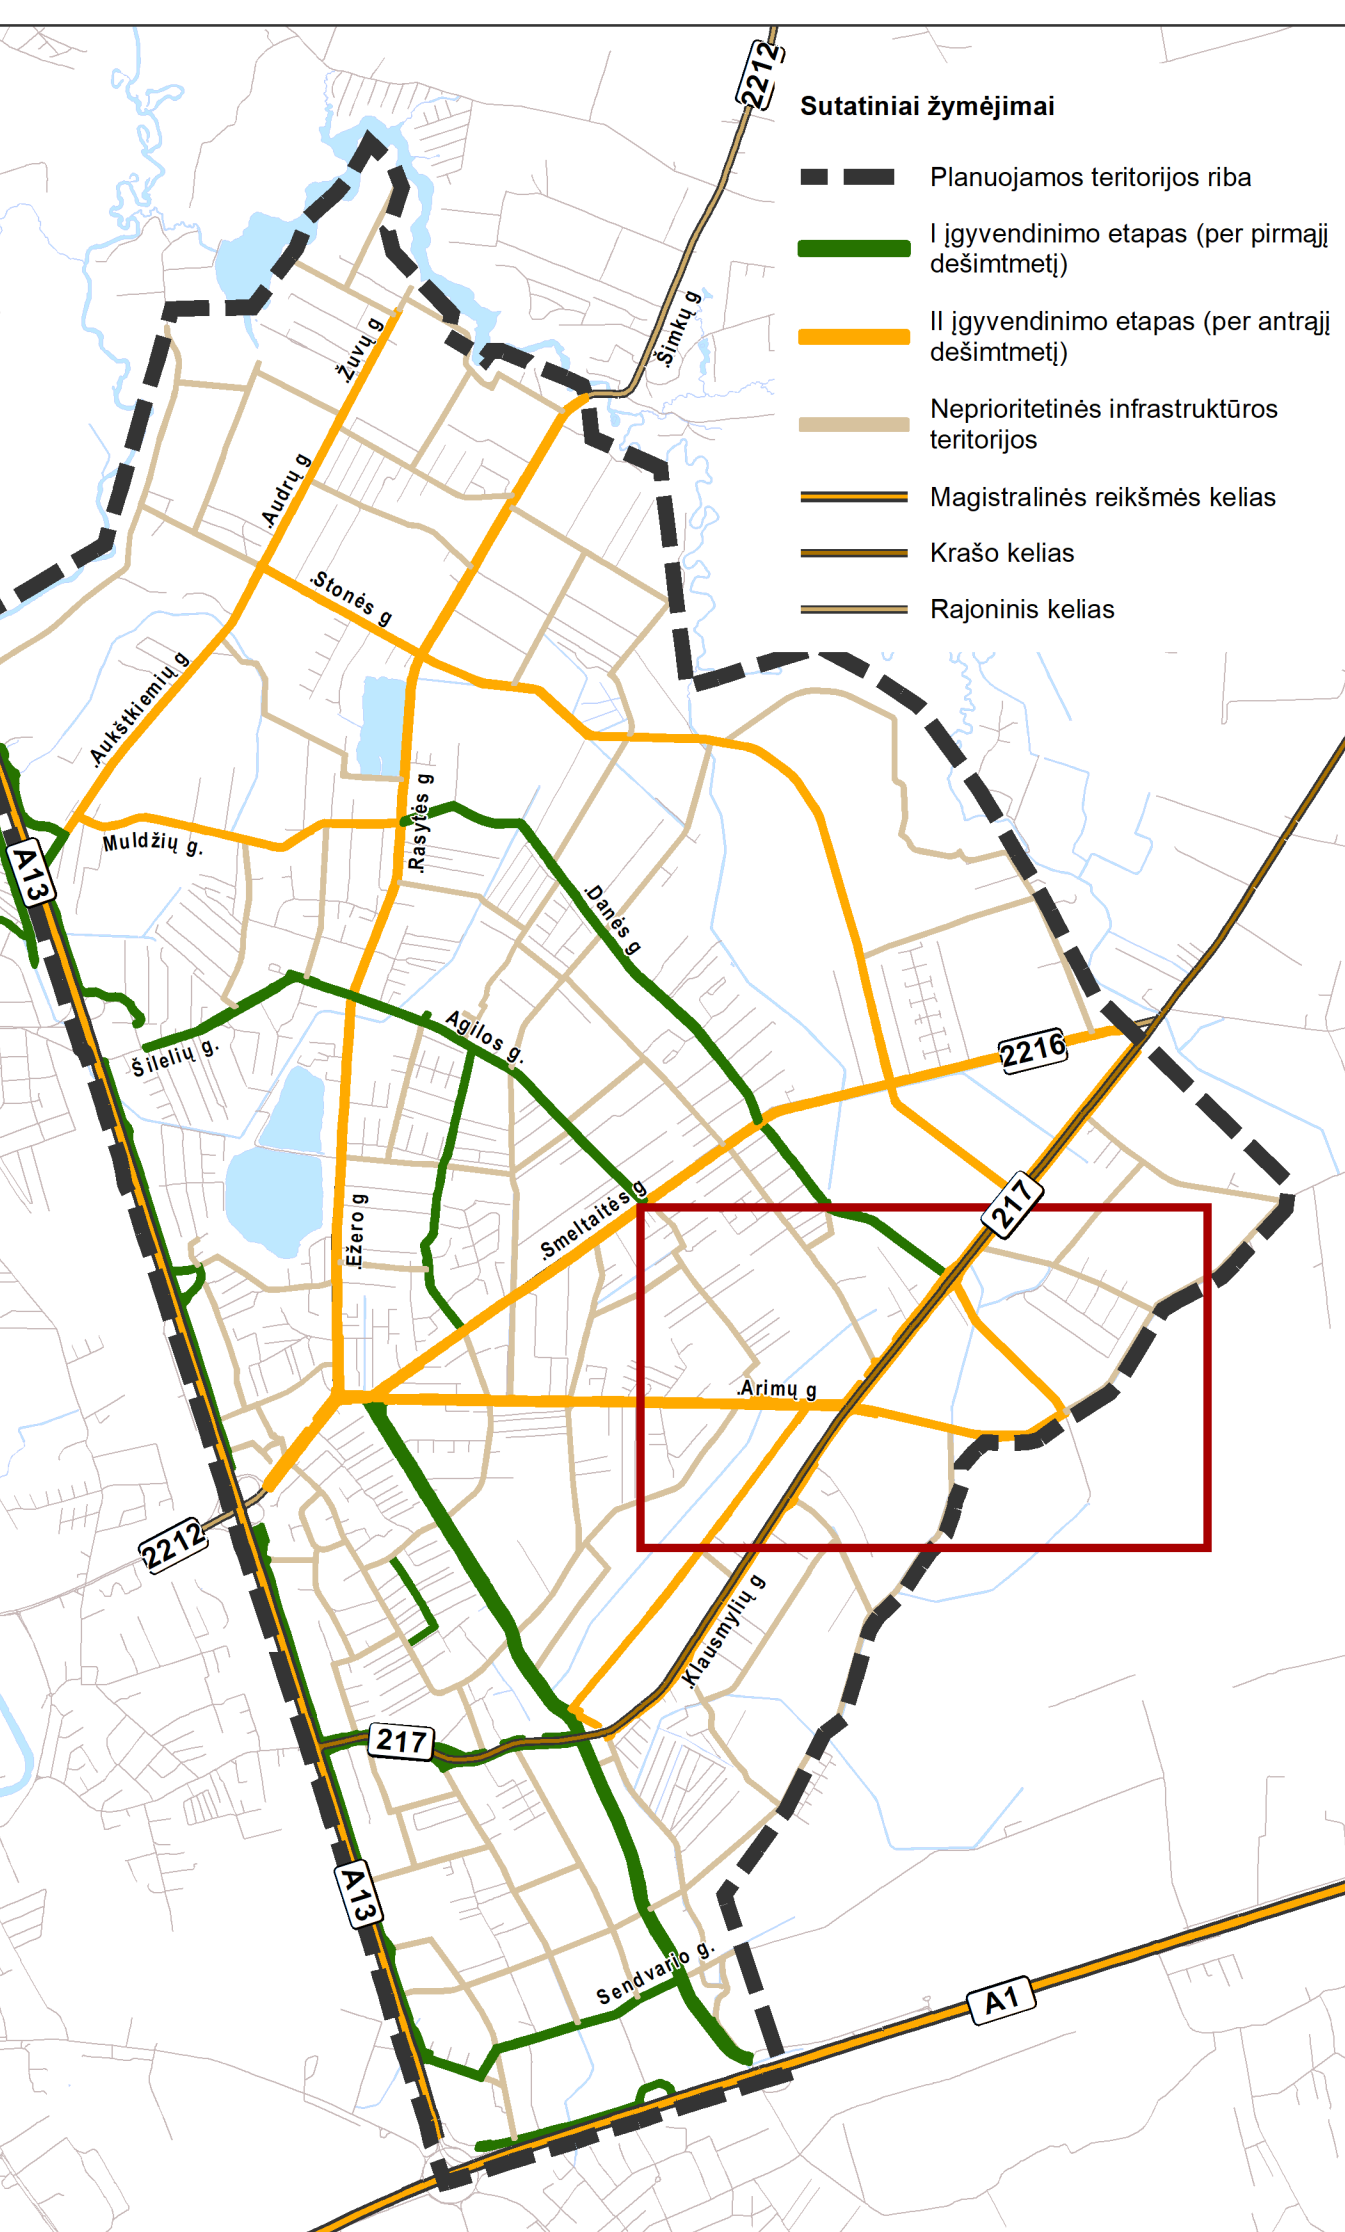 2212
Sutatiniai žymėjimai
Planuojamos teritorijos riba
I įgyvendinimo etapas (per pirmąjį
dešimtmetį)
II įgyvendinimo etapas (per antrąjį
dešimtmetį)
Neprioritetinės infrastruktūros
teritorijos
Magistralinės reikšmės kelias
Krašo kelias
Rajoninis kelias
.Šimkų g
.Žuvų g
.Audrų g
.Stonės g
.Aukštkiemių g
.Rasytės g
Muldžių g.
A13
.Danės g
Agilos g.
Šilelių g.
2216
.Smeltaitės g
.Ežero g
217
.Arimų g
2212
.Klausmylių g
217
A13
Sendvario g.
A1